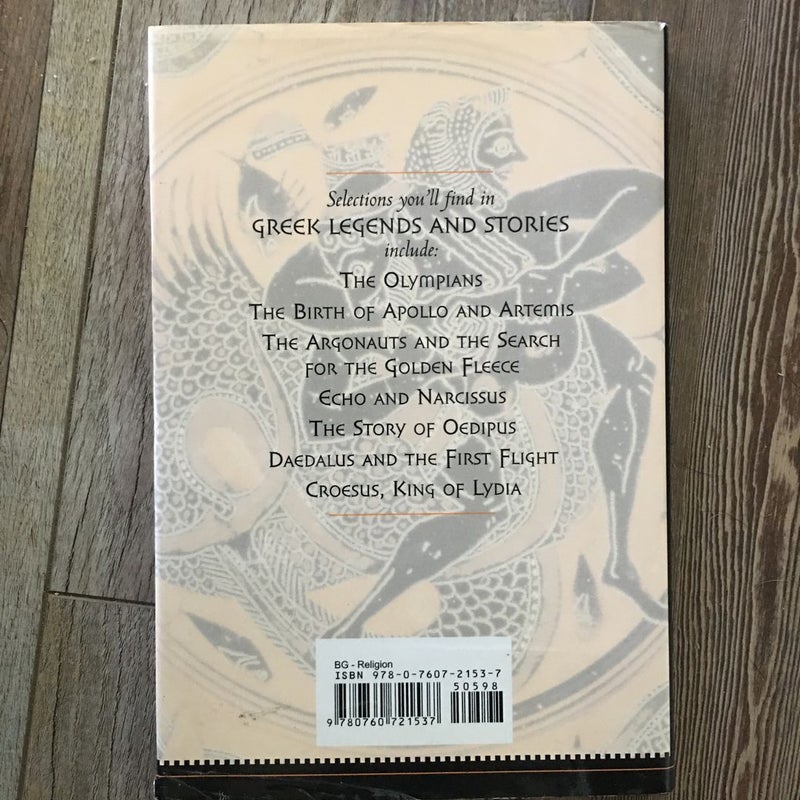 Selections you'll find in
GREEK LEGENDS AND STORIES
include:
THE OLYMPIANS
THE BIRTH OF APOLLO AND ARTEMIS
THE ARGONAUTS AND THE SEARCH
FOR THE GOLDEN FLEECE
ECHO AND NARCISSUS
THE STORY OF OEDIPUS
DAEDALUS AND THE FIRST FLIGHT
CROESUS, KING OF LYDIA
BG - Religion
ISBN 978-0-7607-2153-7
50598
9 780760 721537